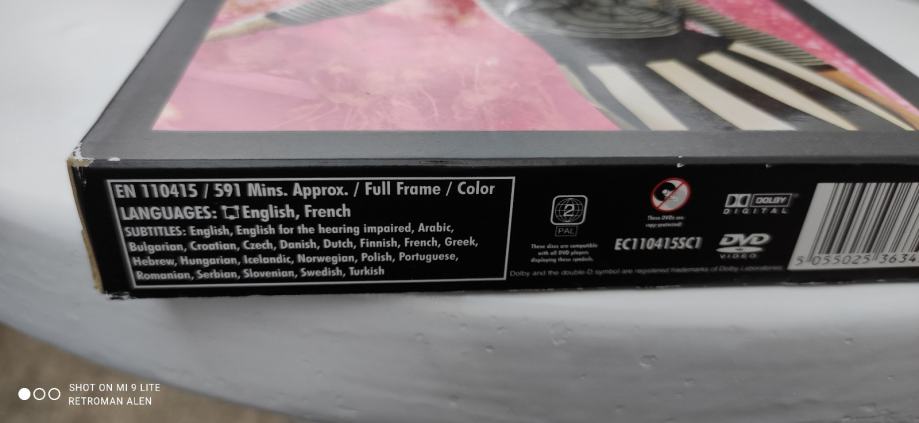 EN 110415 / 591 Mins. Approx. / Full Frame / Color
LANGUAGES: English, French
SUBTITLES: English, English for the hearing impaired, Arabic,
Bulgarian, Croatian, Czech, Danish, Dutch, Finnish, French, Greek,
Hebrew, Hungarian, Icelandic, Norwegian, Polish, Portuguese,
Romanian, Serbian, Slovenian, Swedish, Turkish
2
PAL
These discs are compatible
with all DVD players
displaying these symbols.
These DVDs are
copy-protected!
EC110415SC1
DOLBY
DIGITAL
DVD
VIDEO
Dolby and the double-D symbol are registered trademarks of Dolby Laboratories.
5 055025 3634
SHOT ON MI 9 LITE
RETROMAN ALEN